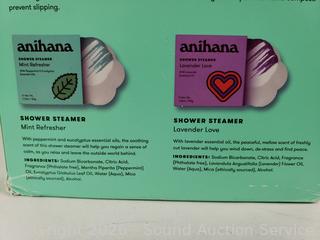 prevent slipping.
anihana
SHOWER STEAMER
Mint Refresher
anihana
SHOWER STEAMER
Lavender Love
SHOWER STEAMER
Mint Refresher
With peppermint and eucalyptus essential oils, the soothing
scent of this shower steamer will help you regain a sense of
calm, as you relax and leave the outside world behind.
INGREDIENTS: Sodium Bicarbonate, Citric Acid,
Fragrance (Phthalate free), Mentha Piperita (Peppermint)
Oil, Eucalyptus Globulus Leaf Oil, Water (Aqua), Mica
(ethically sourced), Alcohol.
SHOWER STEAMER
Lavender Love
With lavender essential oil, the peaceful, mellow scent of freshly
cut lavender will help you wind down, de-stress and find peace.
INGREDIENTS: Sodium Bicarbonate, Citric Acid, Fragrance
(Phthalate free), Lavandula Angustifolia (Lavender) Flower Oil,
Water (Aqua), Mica (ethically sourced), Alcohol.
Sound Auction Service